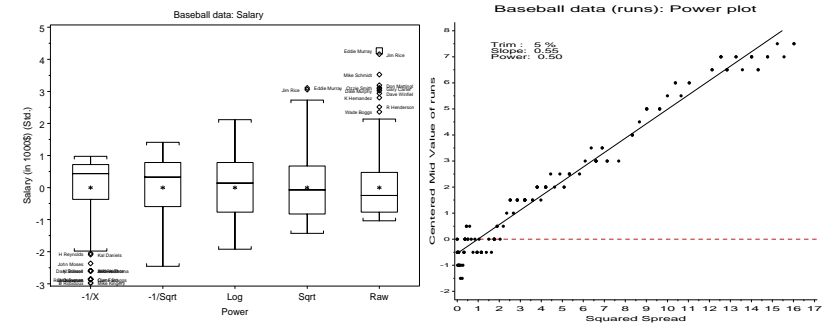 Baseball data: Salary
Salary (in 1000$) (Std.)
5
4
3
2
1
0
-1
-2
-3
Eddie Murray
Jim Rice
Mike Schmidt
Dave Winfiel
K Hernandez
R Henderson
Wade Boggs
Jim Rice
Eddie Murray
H Reynolds
Kal Daniels
John Moses
-1/X
-1/Sqrt
Log
Sqrt
Raw
Power
Baseball data (runs): Power plot
Trim : 5 %
Slope: 0.55
Power: 0.50
Centered Mid Value of runs
8
7
6
5
4
3
2
1
0
-1
-2
0 1 2 3 4 5 6 7 8 9 10 11 12 13 14 15 16 17
Squared Spread